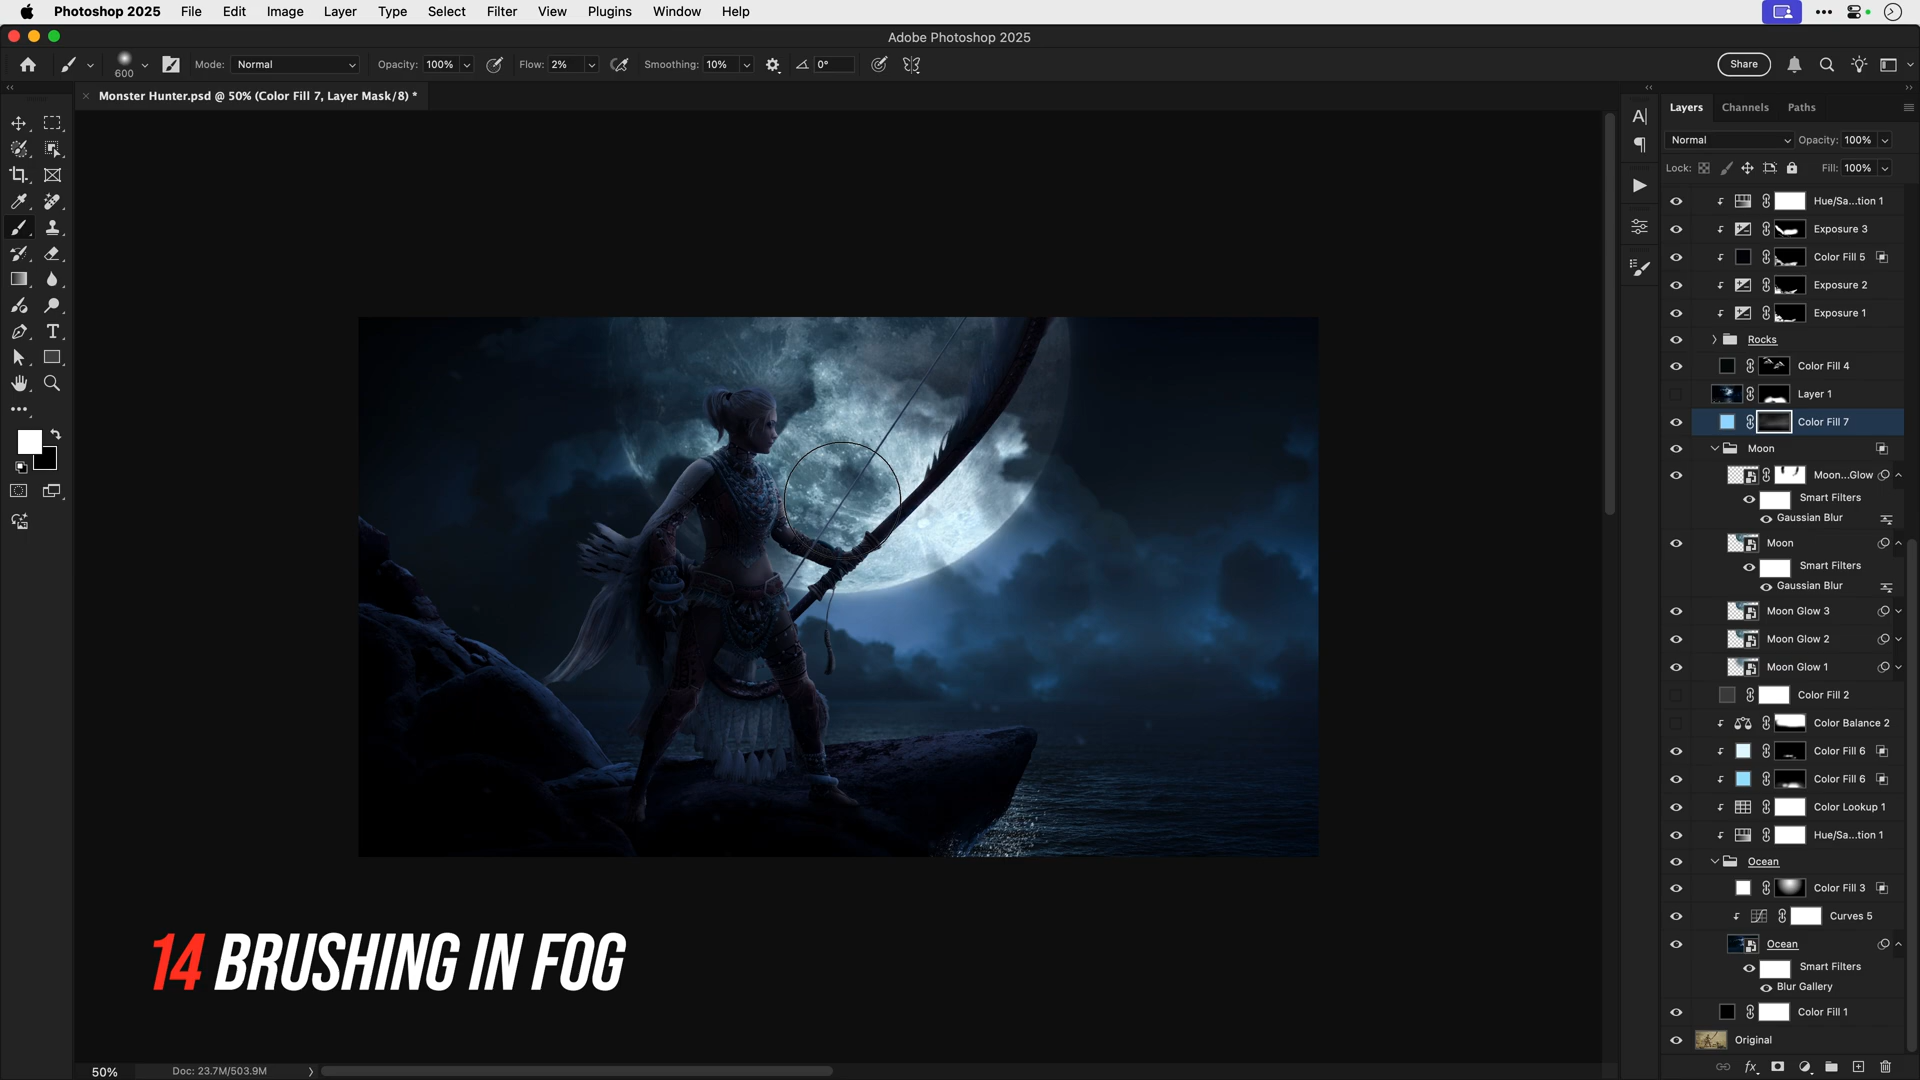 Photoshop 2025 File Edit Image Layer Type Select Filter View Plugins Window Help
Adobe Photoshop 2025
600 Mode: Normal Opacity: 100% Flow: 2% Smoothing: 10% 0° Share
Monster Hunter.psd @ 50% (Color Fill 7, Layer Mask/8) *
Layers Channels Paths
Normal Opacity: 100%
Lock: Fill: 100%
Hue/Sa...tion 1
Exposure 3
Color Fill 5
Exposure 2
Exposure 1
Rocks
Color Fill 4
Layer 1
Color Fill 7
Moon
Moon...Glow
Smart Filters
Gaussian Blur
Moon
Smart Filters
Gaussian Blur
Moon Glow 3
Moon Glow 2
Moon Glow 1
Color Fill 2
Color Balance 2
Color Fill 6
Color Fill 6
Color Lookup 1
Hue/Sa...tion 1
Ocean
Color Fill 3
Curves 5
Ocean
Smart Filters
Blur Gallery
Color Fill 1
Original
14 BRUSHING IN FOG
50% Doc: 23.7M/503.9M